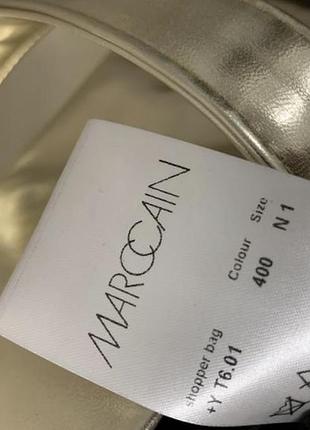 MARCCAIN
shopper bag Colour Size
+Y T6.01 400 N 1